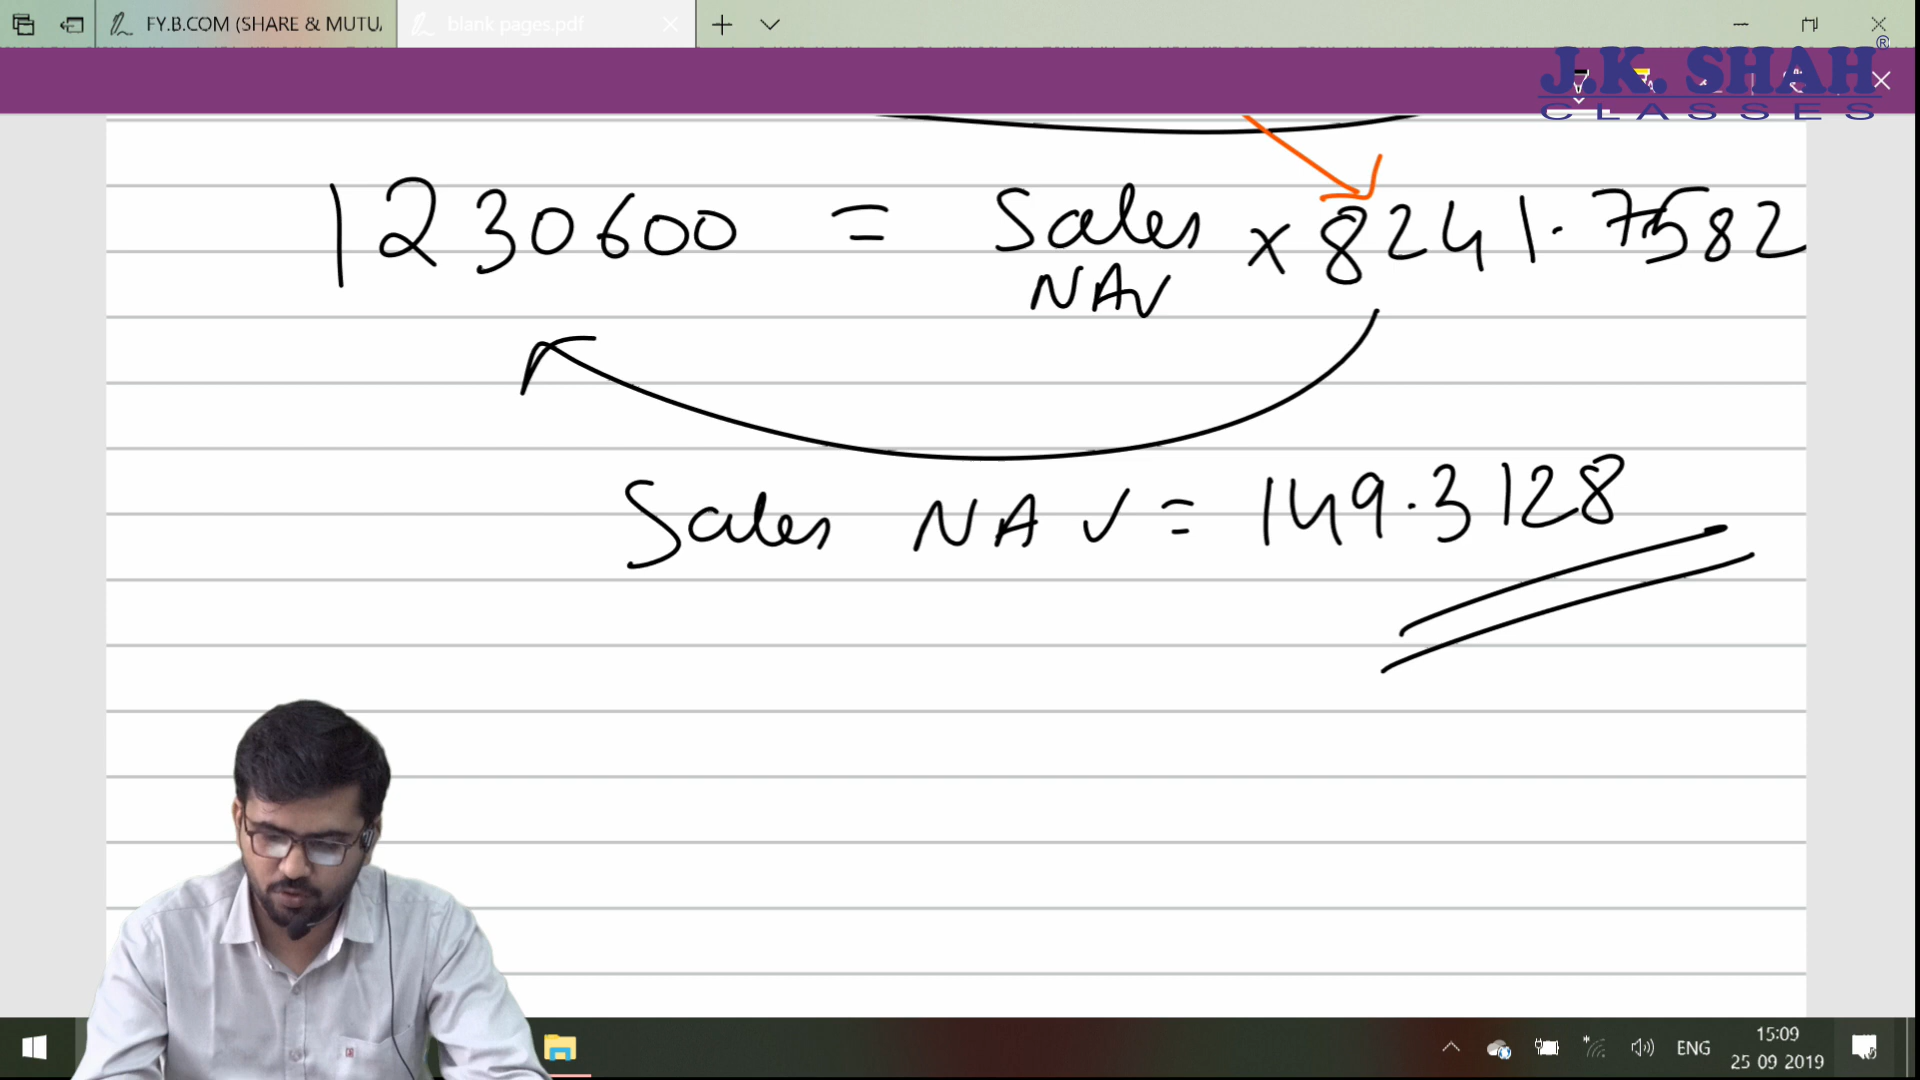 FY.B.COM (SHARE & MUTU
blank pages.pdf
J.K. SHAH®
CLASSES
1230600 = Sales × 8241.7582
NAV
Sales NAV = 149.3128
ENG
15:09
25 09 2019